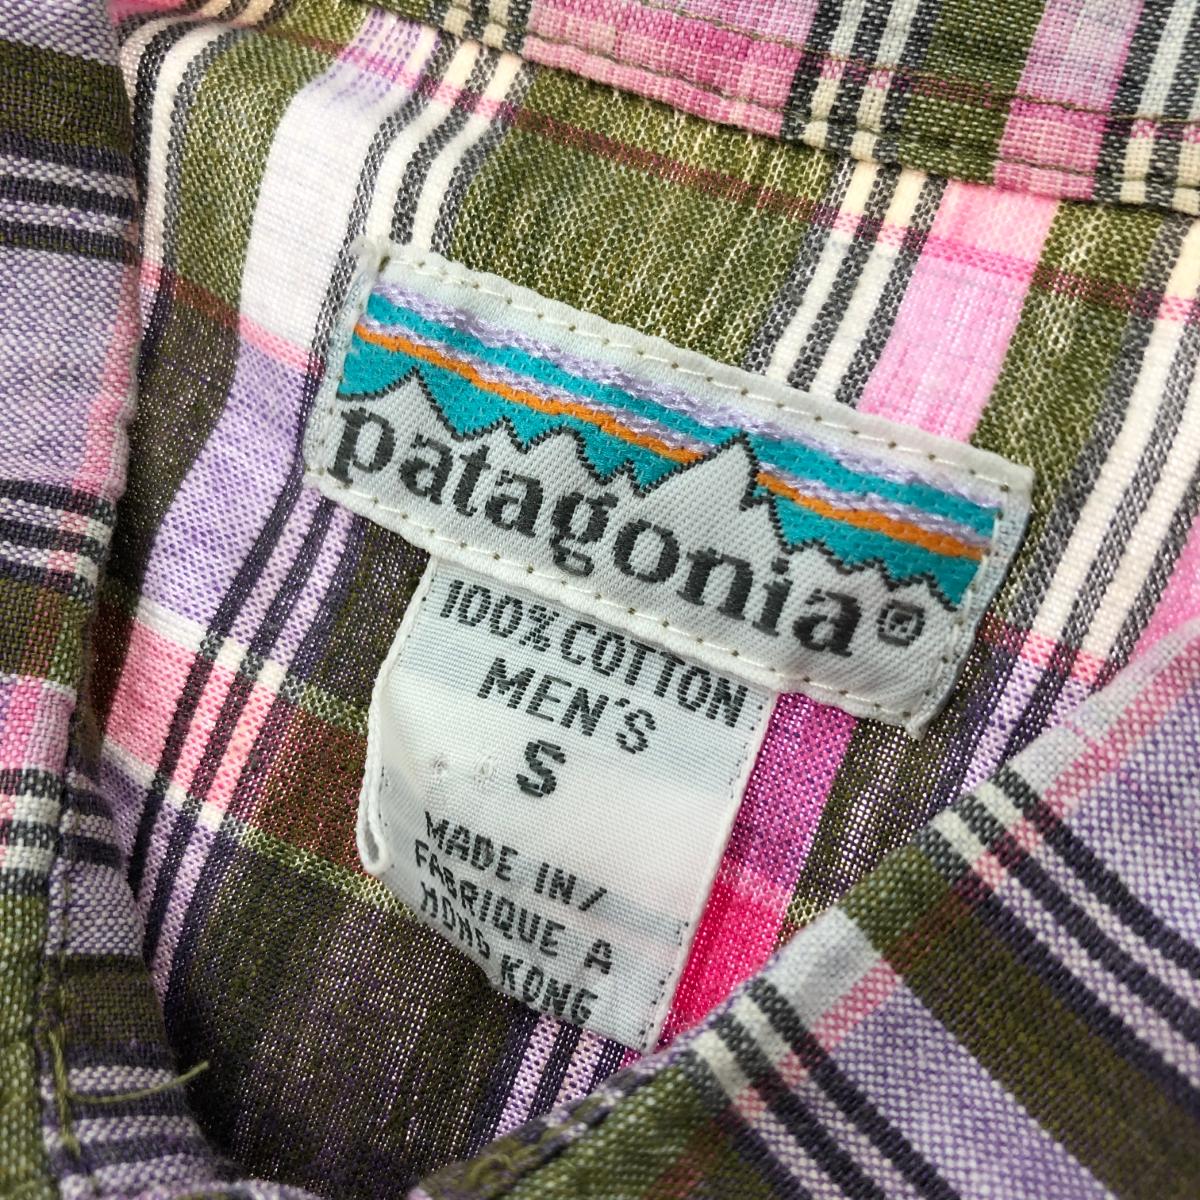 patagonia®
100% COTTON
MEN'S
S
MADE IN/
FABRIQUE A
HONG KONG